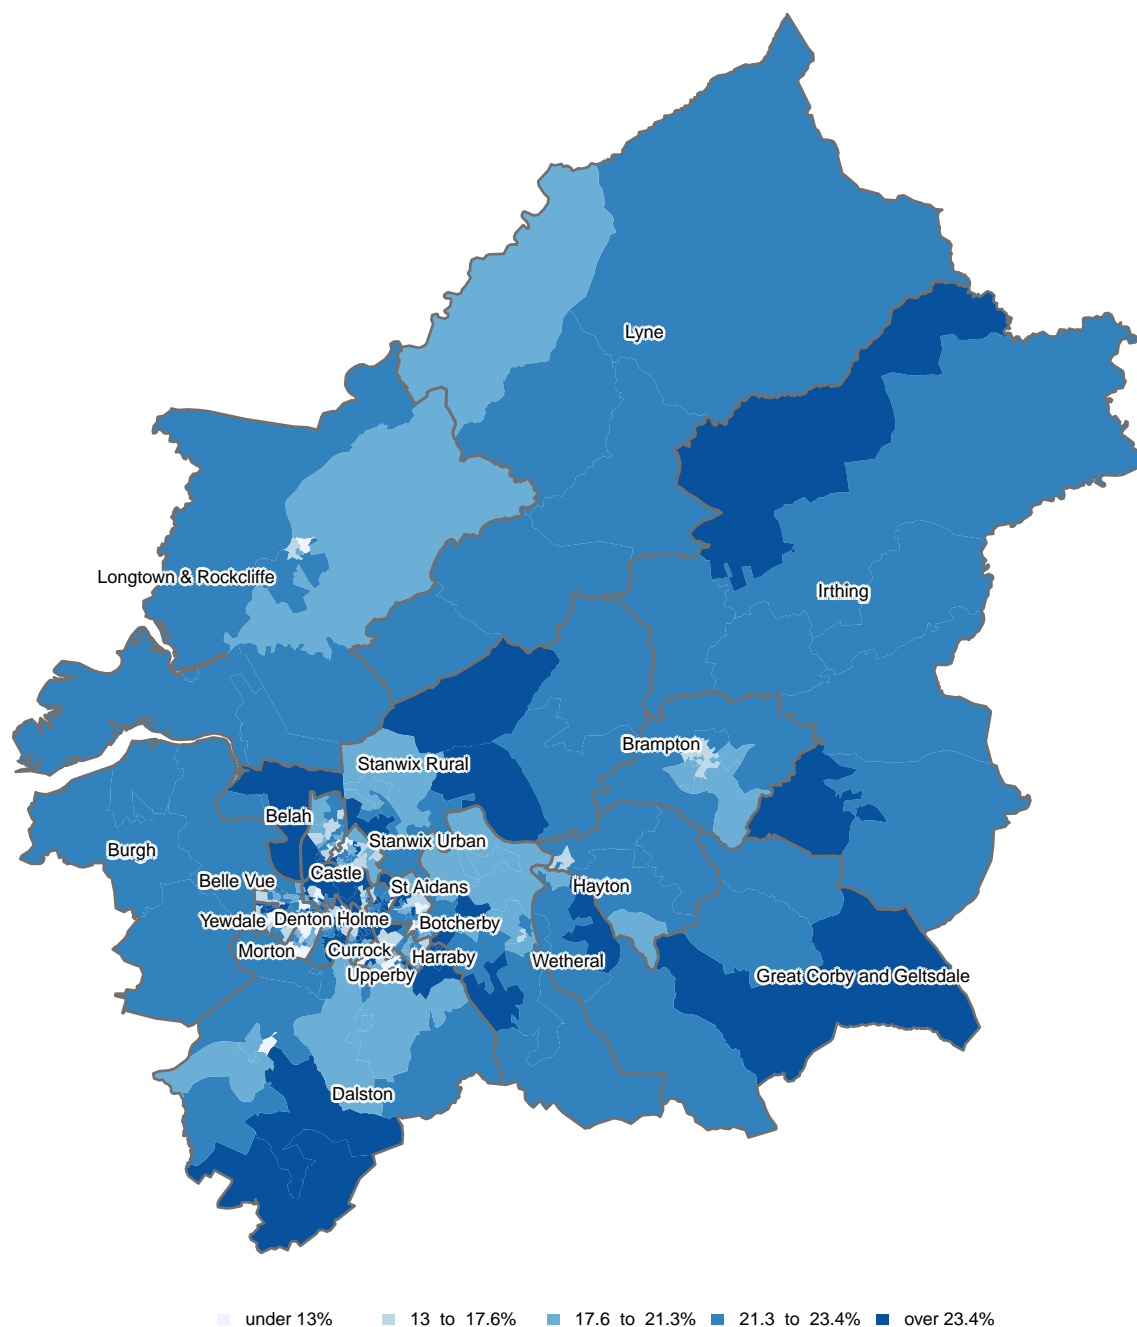 Lyne
Longtown & Rockcliffe
Irthing
Brampton
Stanwix Rural
Belah
Stanwix Urban
Burgh
Castle
Belle Vue
St Aidans
Hayton
Yewdale
Denton Holme
Botcherby
Morton
Currock
Harraby
Wetheral
Upperby
Great Corby and Geltsdale
Dalston
under 13% 13 to 17.6% 17.6 to 21.3% 21.3 to 23.4% over 23.4%